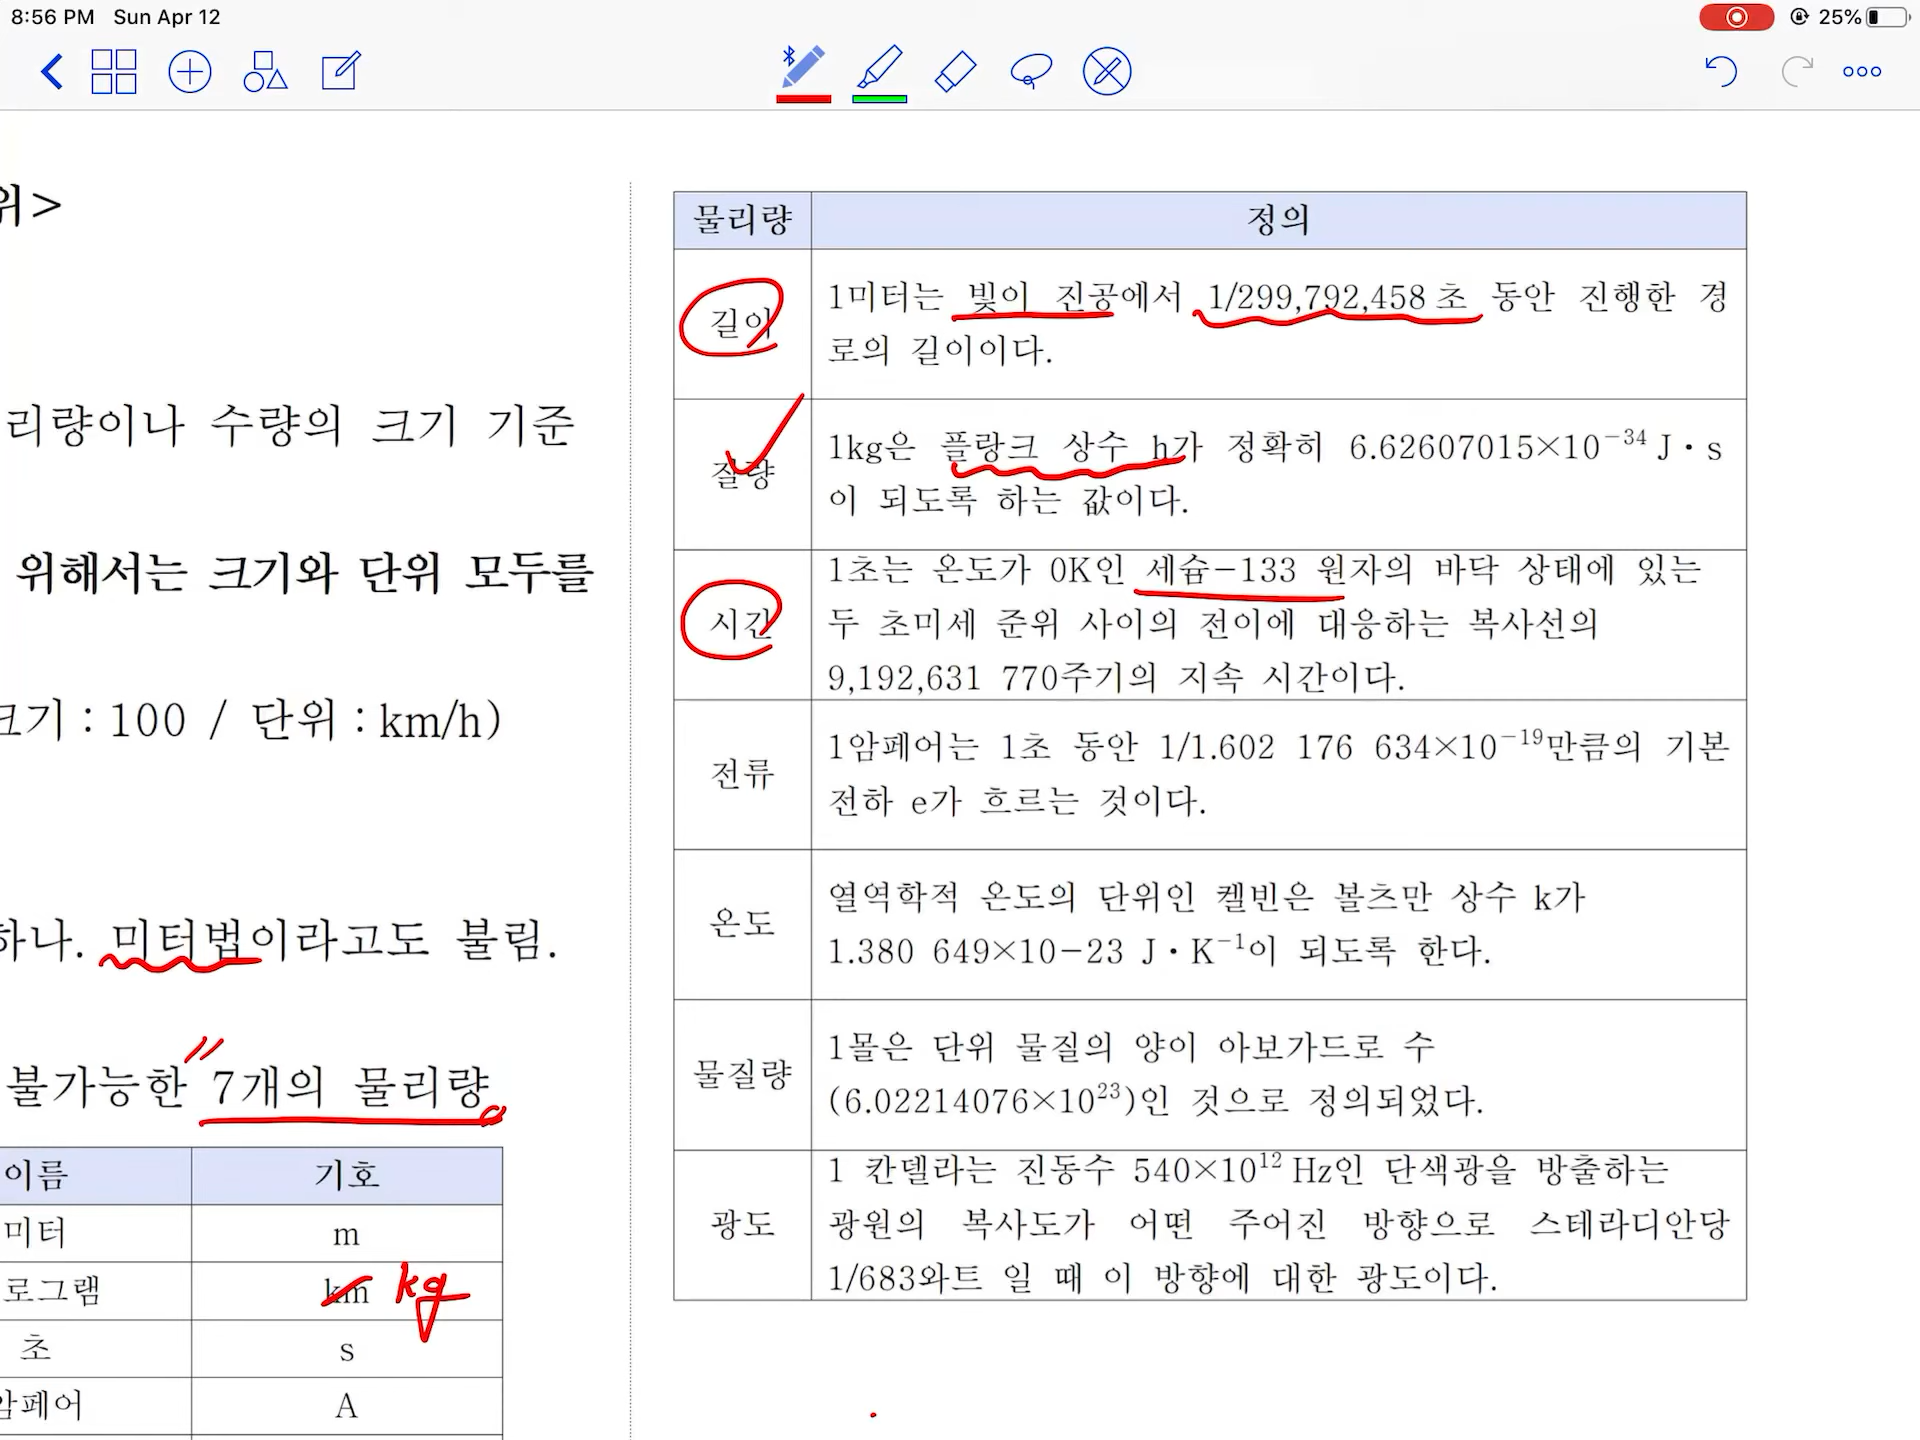 8:56 PM Sun Apr 12
25%
위>
리량이나 수량의 크기 기준
위해서는 크기와 단위 모두를
크기 : 100 / 단위 : km/h)
하나. 미터법이라고도 불림.
불가능한 7개의 물리량
이름 기호
미터 m
로그램 km kg
초 s
암페어 A
물리량 정의
길이 1미터는 빛이 진공에서 1/299,792,458 초 동안 진행한 경
로의 길이이다.
질량 1kg은 플랑크 상수 h가 정확히 6.62607015×10⁻³⁴ J·s
이 되도록 하는 값이다.
시간 1초는 온도가 0K인 세슘-133 원자의 바닥 상태에 있는
두 초미세 준위 사이의 전이에 대응하는 복사선의
9,192,631 770주기의 지속 시간이다.
전류 1암페어는 1초 동안 1/1.602 176 634×10⁻¹⁹만큼의 기본
전하 e가 흐르는 것이다.
온도 열역학적 온도의 단위인 켈빈은 볼츠만 상수 k가
1.380 649×10-23 J·K⁻¹이 되도록 한다.
물질량 1몰은 단위 물질의 양이 아보가드로 수
(6.02214076×10²³)인 것으로 정의되었다.
광도 1 칸델라는 진동수 540×10¹² Hz인 단색광을 방출하는
광원의 복사도가 어떤 주어진 방향으로 스테라디안당
1/683와트 일 때 이 방향에 대한 광도이다.